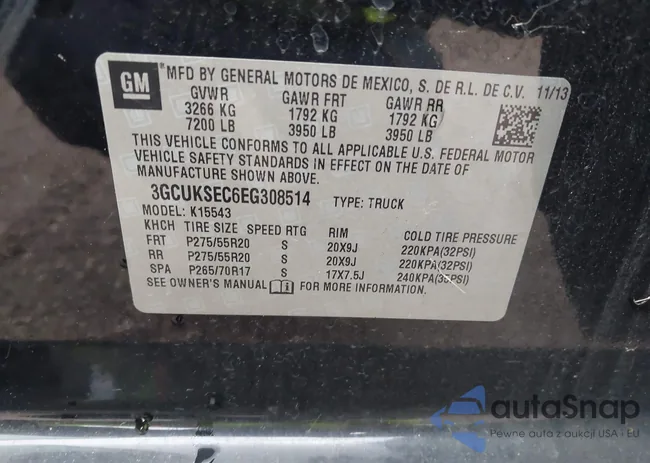 GM
MFD BY GENERAL MOTORS DE MEXICO, S. DE R.L. DE C.V. 11/13
GVWR GAWR FRT GAWR RR
3266 KG 1792 KG 1792 KG
7200 LB 3950 LB 3950 LB
THIS VEHICLE CONFORMS TO ALL APPLICABLE U.S. FEDERAL MOTOR
VEHICLE SAFETY STANDARDS IN EFFECT ON THE DATE OF
MANUFACTURE SHOWN ABOVE.
3GCUKSEC6EG308514 TYPE: TRUCK
MODEL: K15543
KHCH TIRE SIZE SPEED RTG RIM COLD TIRE PRESSURE
FRT P275/55R20 S 20X9J 220KPA(32PSI)
RR P275/55R20 S 20X9J 220KPA(32PSI)
SPA P265/70R17 S 17X7.5J 240KPA(35PSI)
SEE OWNER'S MANUAL FOR MORE INFORMATION.
autoSnap
Pewne auta z aukcji USA - EU